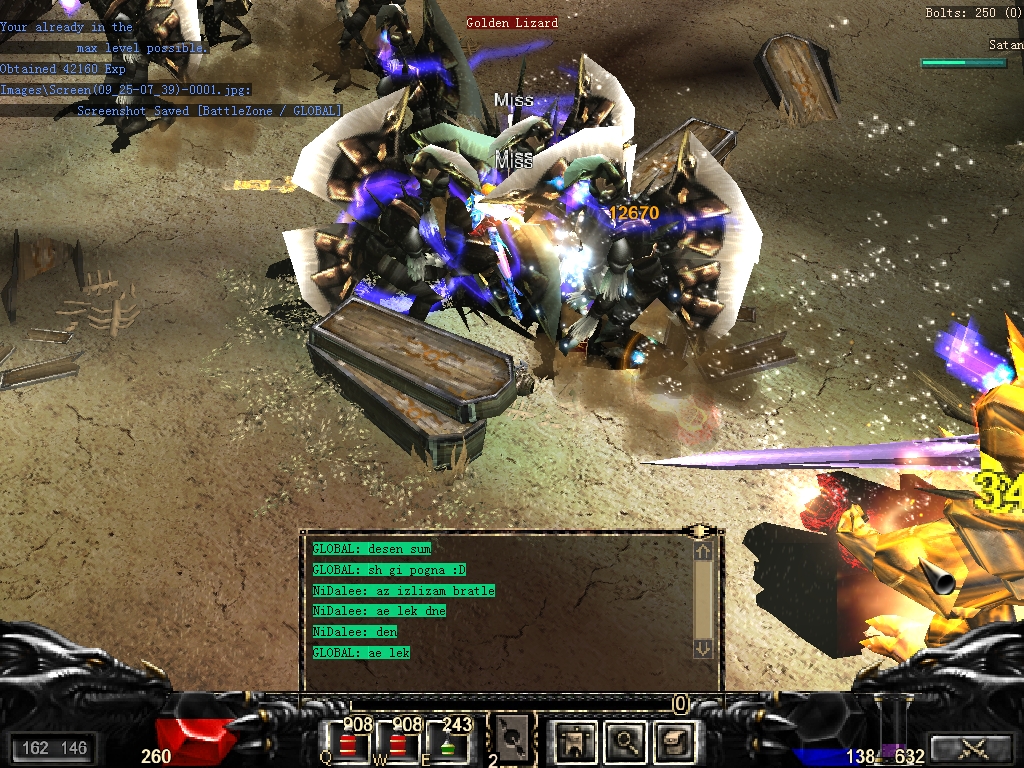 Golden Lizard
Bolts: 250 (0)
Your already in the
max level possible.
Obtained 42160 Exp
Images\Screen(09_25-07_39)-0001.jpg:
Screenshot Saved [BattleZone / GLOBAL]
Satan
Miss
Miss
12670
34
GLOBAL: desen sum
GLOBAL: sh gi pogna :D
NiDalee: az izlizam bratle
NiDalee: ae lek dne
NiDalee: den
GLOBAL: ae lek
0
908 908 243
Q W E 2
162 146
260
138 632